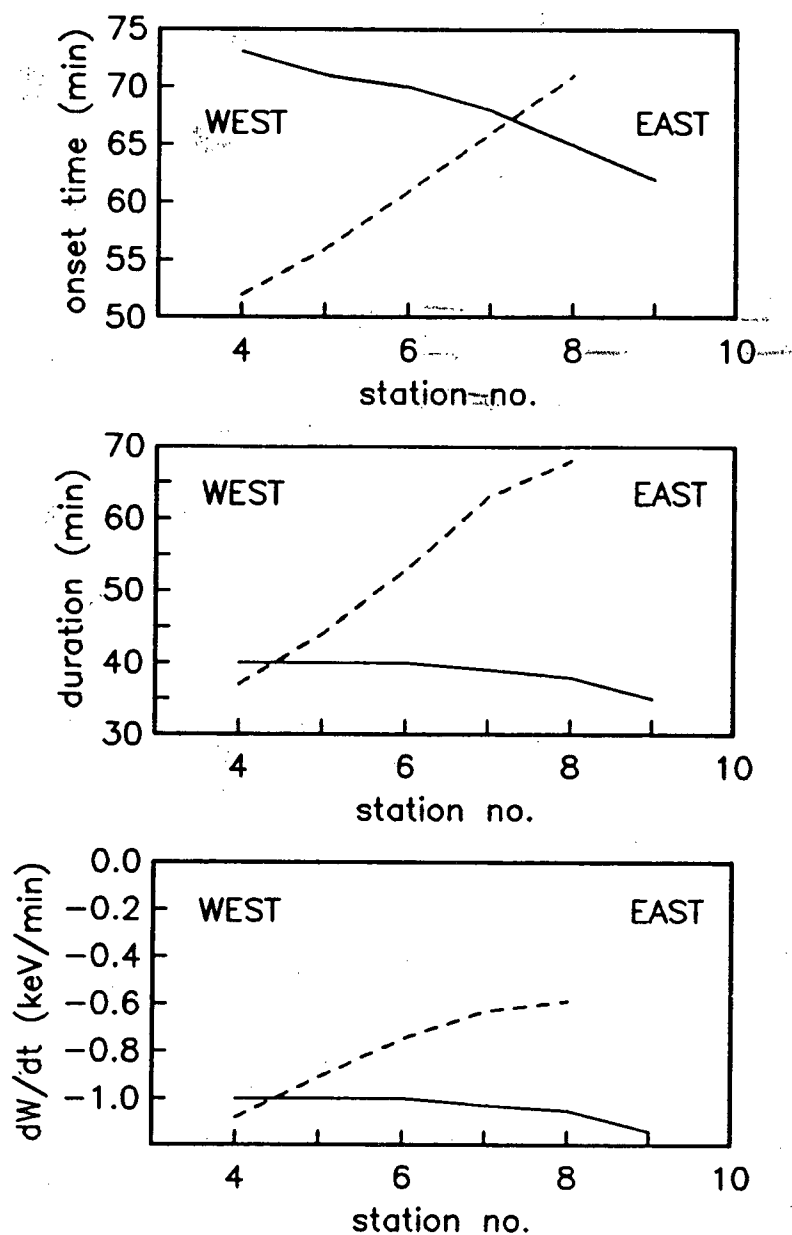 75
70
65
60
55
50
onset time (min)
WEST
EAST
4 6 8 10
station no.
70
60
50
40
30
duration (min)
WEST
EAST
4 6 8 10
station no.
0.0
−0.2
−0.4
−0.6
−0.8
−1.0
dW/dt (keV/min)
WEST
EAST
4 6 8 10
station no.